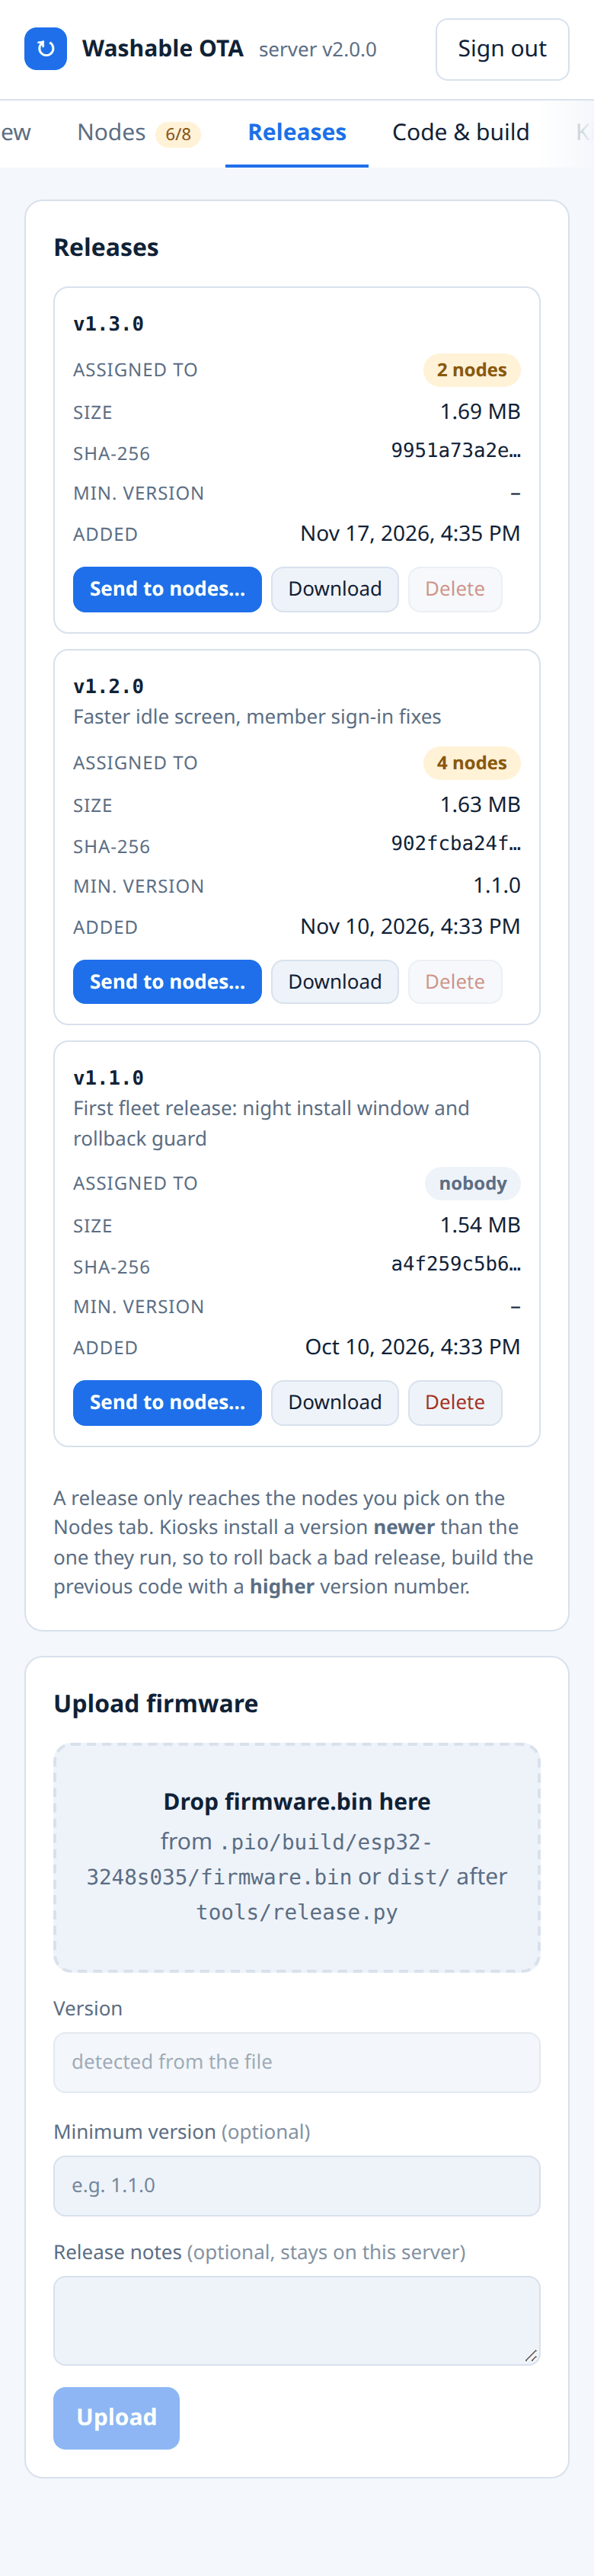 ↻ Washable OTA server v2.0.0 Sign out
ew Nodes 6/8 Releases Code & build K
Releases
v1.3.0
ASSIGNED TO 2 nodes
SIZE 1.69 MB
SHA-256 9951a73a2e…
MIN. VERSION –
ADDED Nov 17, 2026, 4:35 PM
Send to nodes… Download Delete
v1.2.0
Faster idle screen, member sign-in fixes
ASSIGNED TO 4 nodes
SIZE 1.63 MB
SHA-256 902fcba24f…
MIN. VERSION 1.1.0
ADDED Nov 10, 2026, 4:33 PM
Send to nodes… Download Delete
v1.1.0
First fleet release: night install window and
rollback guard
ASSIGNED TO nobody
SIZE 1.54 MB
SHA-256 a4f259c5b6…
MIN. VERSION –
ADDED Oct 10, 2026, 4:33 PM
Send to nodes… Download Delete
A release only reaches the nodes you pick on the
Nodes tab. Kiosks install a version newer than the
one they run, so to roll back a bad release, build the
previous code with a higher version number.
Upload firmware
Drop firmware.bin here
from .pio/build/esp32-
3248s035/firmware.bin or dist/ after
tools/release.py
Version
detected from the file
Minimum version (optional)
e.g. 1.1.0
Release notes (optional, stays on this server)
Upload